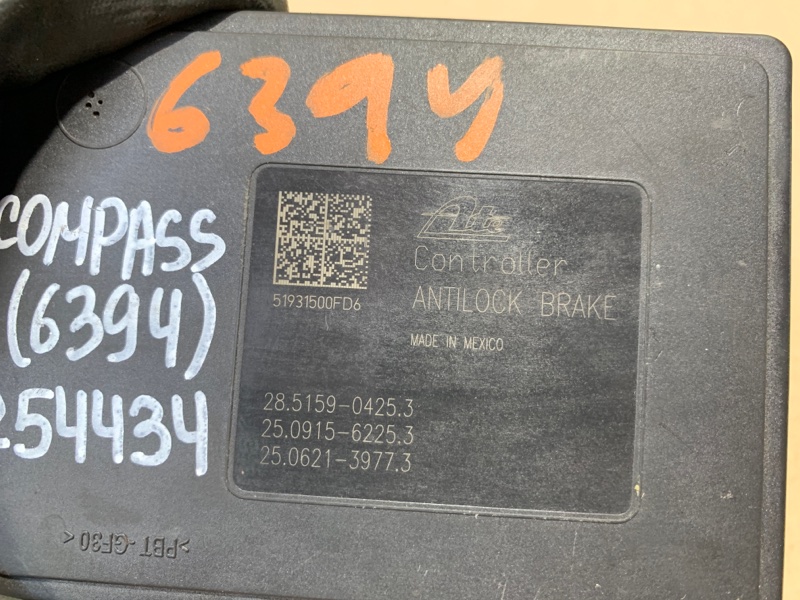 6394
COMPASS
(6394)
254434
Ate
Controller
ANTILOCK BRAKE
MADE IN MEXICO
51931500FD6
28.5159-0425.3
25.0915-6225.3
25.0621-3977.3
>PBT-GF30<